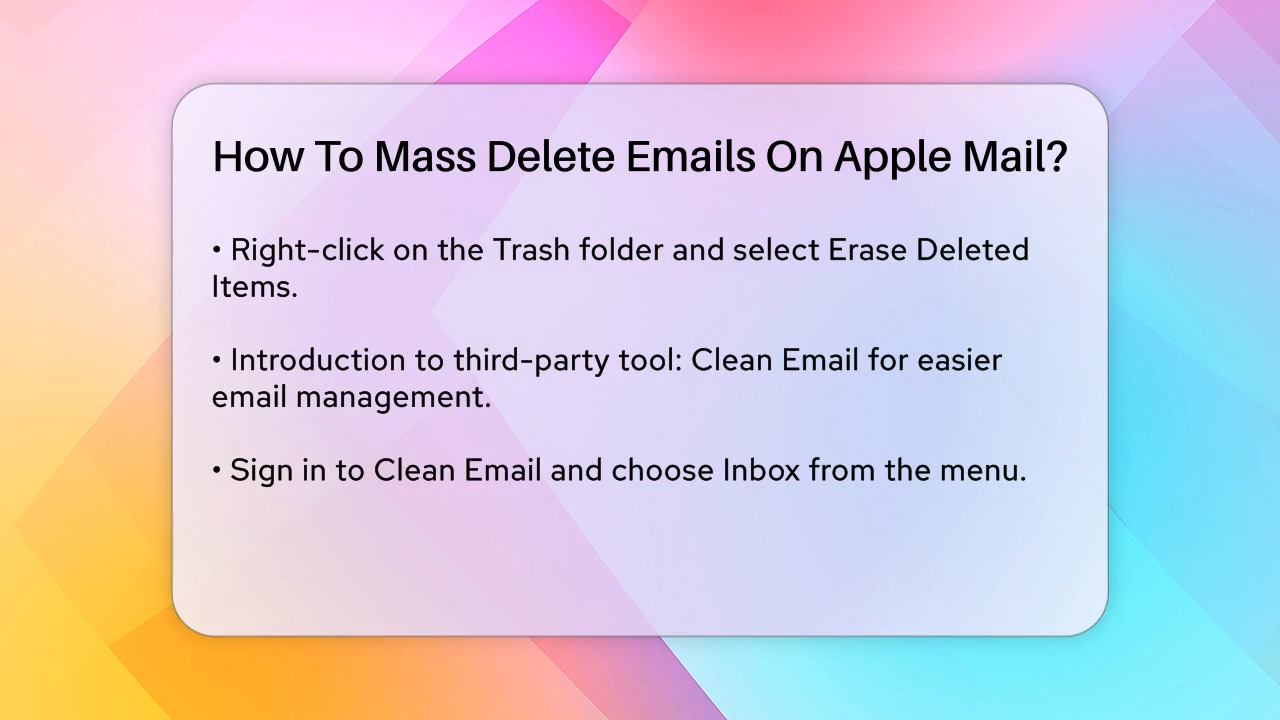 How To Mass Delete Emails On Apple Mail?
• Right-click on the Trash folder and select Erase Deleted
Items.
• Introduction to third-party tool: Clean Email for easier
email management.
• Sign in to Clean Email and choose Inbox from the menu.